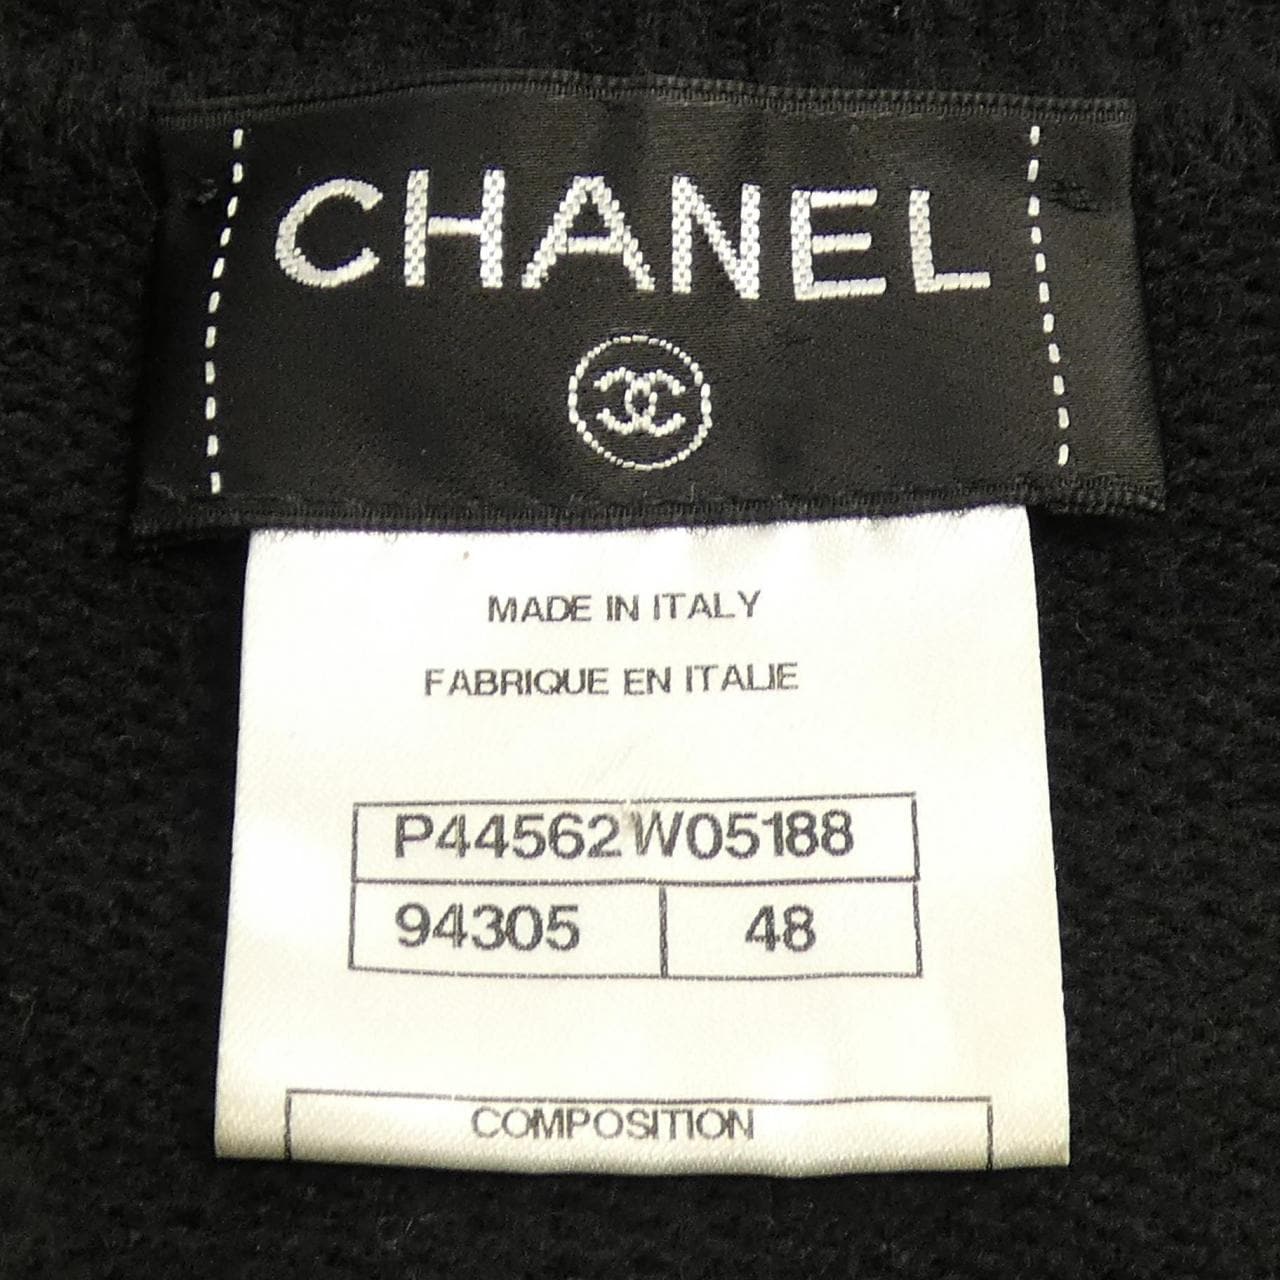 CHANEL
MADE IN ITALY
FABRIQUE EN ITALIE
P44562W05188
94305 48
COMPOSITION